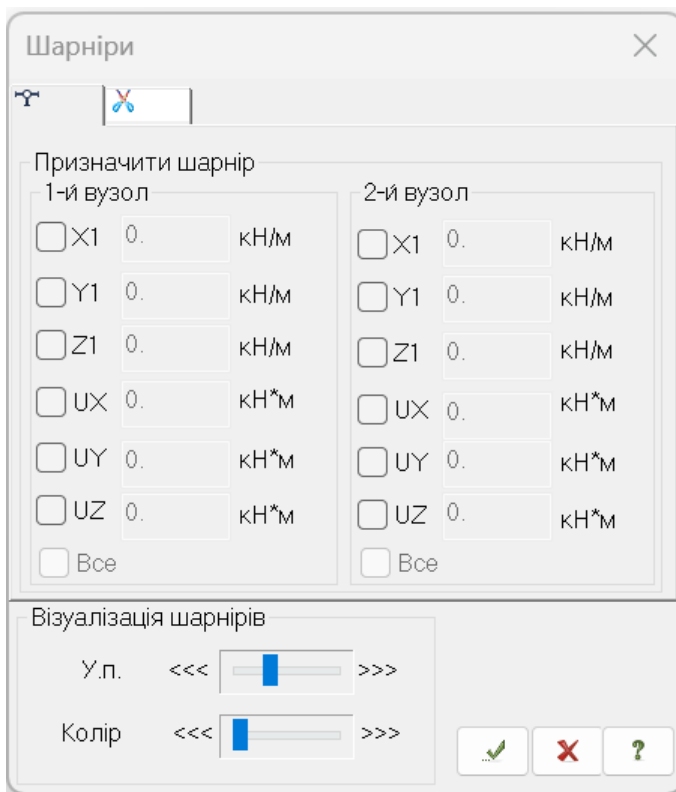 Шарніри
Призначити шарнір
1-й вузол 2-й вузол
X1 0. кН/м X1 0. кН/м
Y1 0. кН/м Y1 0. кН/м
Z1 0. кН/м Z1 0. кН/м
UX 0. кН*м UX 0. кН*м
UY 0. кН*м UY 0. кН*м
UZ 0. кН*м UZ 0. кН*м
Все Все
Візуалізація шарнірів
У.п. <<< >>>
Колір <<< >>>
?